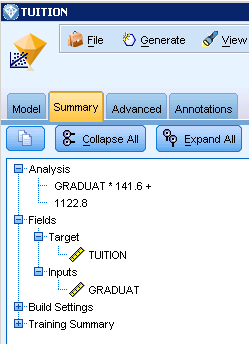 TUITION
File Generate View
Model Summary Advanced Annotations
Collapse All Expand All
Analysis
GRADUAT * 141.6 +
1122.8
Fields
Target
TUITION
Inputs
GRADUAT
Build Settings
Training Summary